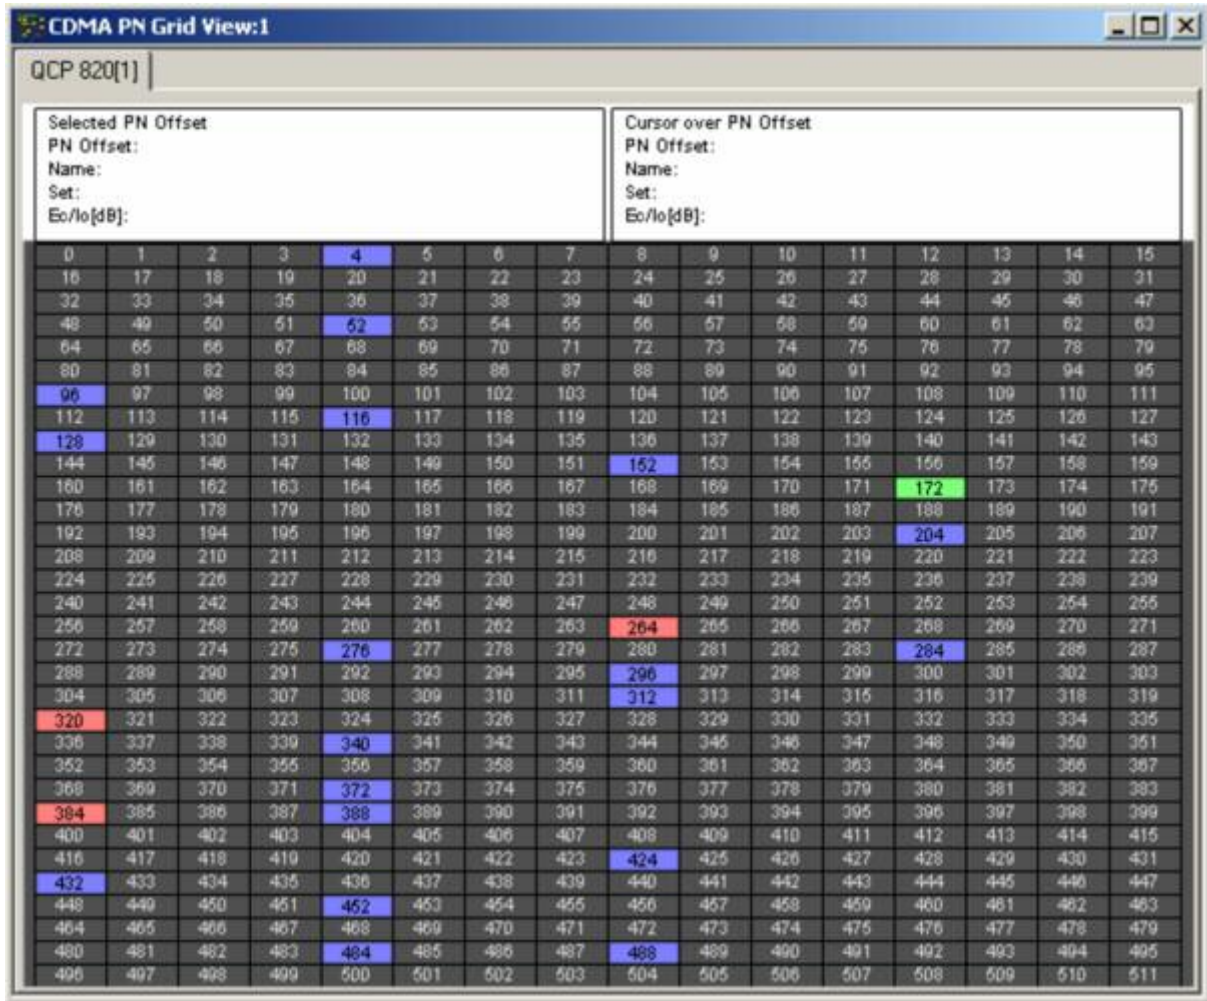 CDMA PN Grid View:1
QCP 820[1]
Selected PN Offset
PN Offset:
Name:
Set:
Ec/Io[dB]:
Cursor over PN Offset
PN Offset:
Name:
Set:
Ec/Io[dB]:
0 1 2 3 4 5 6 7 8 9 10 11 12 13 14 15
16 17 18 19 20 21 22 23 24 25 26 27 28 29 30 31
32 33 34 35 36 37 38 39 40 41 42 43 44 45 46 47
48 49 50 51 52 53 54 55 56 57 58 59 60 61 62 63
64 65 66 67 68 69 70 71 72 73 74 75 76 77 78 79
80 81 82 83 84 85 86 87 88 89 90 91 92 93 94 95
96 97 98 99 100 101 102 103 104 105 106 107 108 109 110 111
112 113 114 115 116 117 118 119 120 121 122 123 124 125 126 127
128 129 130 131 132 133 134 135 136 137 138 139 140 141 142 143
144 145 146 147 148 149 150 151 152 153 154 155 156 157 158 159
160 161 162 163 164 165 166 167 168 169 170 171 172 173 174 175
176 177 178 179 180 181 182 183 184 185 186 187 188 189 190 191
192 193 194 195 196 197 198 199 200 201 202 203 204 205 206 207
208 209 210 211 212 213 214 215 216 217 218 219 220 221 222 223
224 225 226 227 228 229 230 231 232 233 234 235 236 237 238 239
240 241 242 243 244 245 246 247 248 249 250 251 252 253 254 255
256 257 258 259 260 261 262 263 264 265 266 267 268 269 270 271
272 273 274 275 276 277 278 279 280 281 282 283 284 285 286 287
288 289 290 291 292 293 294 295 296 297 298 299 300 301 302 303
304 305 306 307 308 309 310 311 312 313 314 315 316 317 318 319
320 321 322 323 324 325 326 327 328 329 330 331 332 333 334 335
336 337 338 339 340 341 342 343 344 345 346 347 348 349 350 351
352 353 354 355 356 357 358 359 360 361 362 363 364 365 366 367
368 369 370 371 372 373 374 375 376 377 378 379 380 381 382 383
384 385 386 387 388 389 390 391 392 393 394 395 396 397 398 399
400 401 402 403 404 405 406 407 408 409 410 411 412 413 414 415
416 417 418 419 420 421 422 423 424 425 426 427 428 429 430 431
432 433 434 435 436 437 438 439 440 441 442 443 444 445 446 447
448 449 450 451 452 453 454 455 456 457 458 459 460 461 462 463
464 465 466 467 468 469 470 471 472 473 474 475 476 477 478 479
480 481 482 483 484 485 486 487 488 489 490 491 492 493 494 495
496 497 498 499 500 501 502 503 504 505 506 507 508 509 510 511